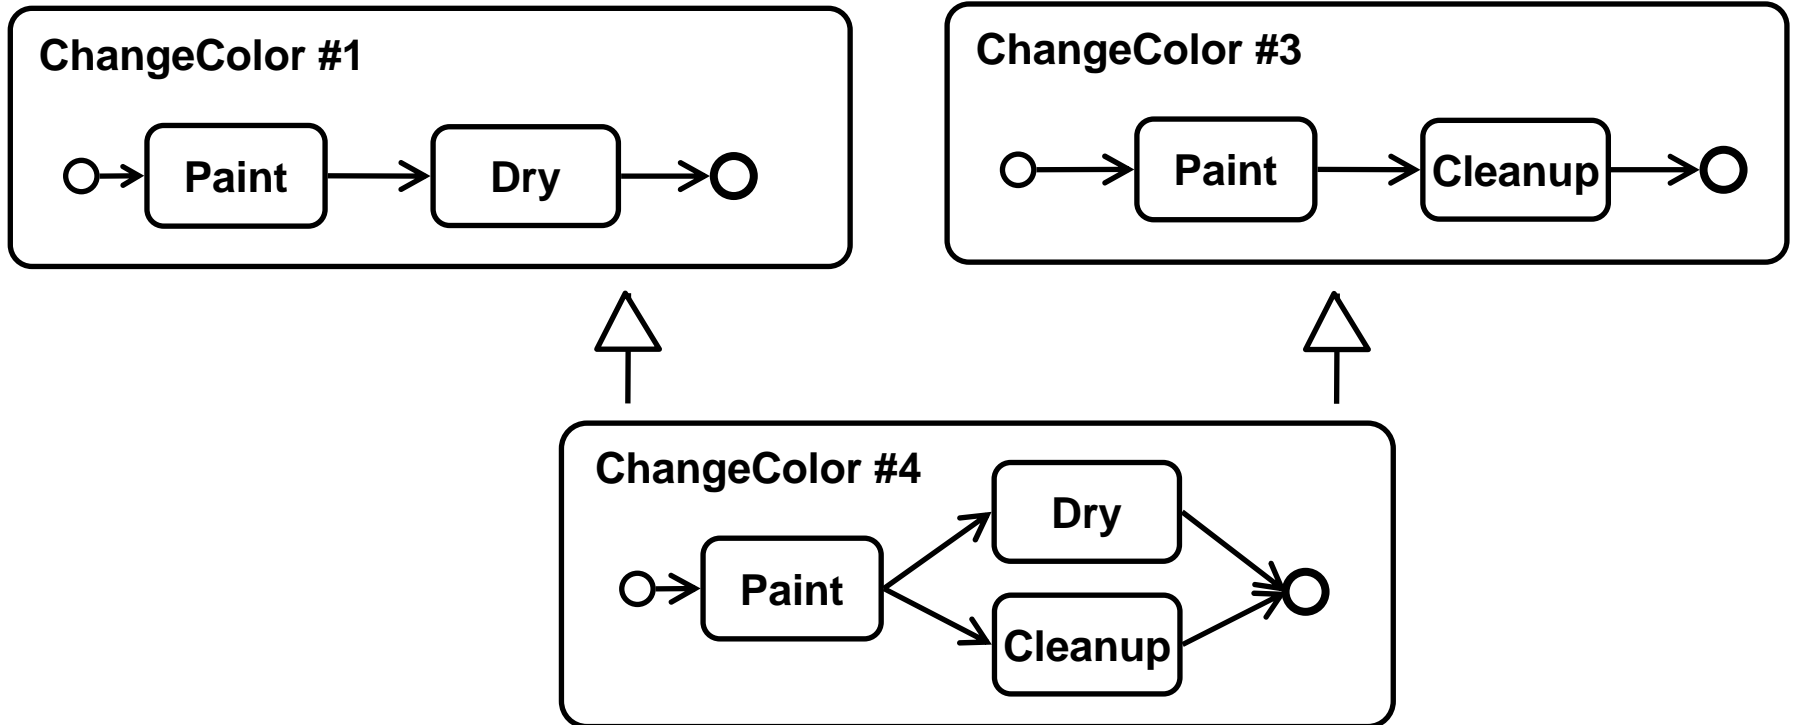 ChangeColor #1
Paint
Dry
ChangeColor #3
Paint
Cleanup
ChangeColor #4
Paint
Dry
Cleanup